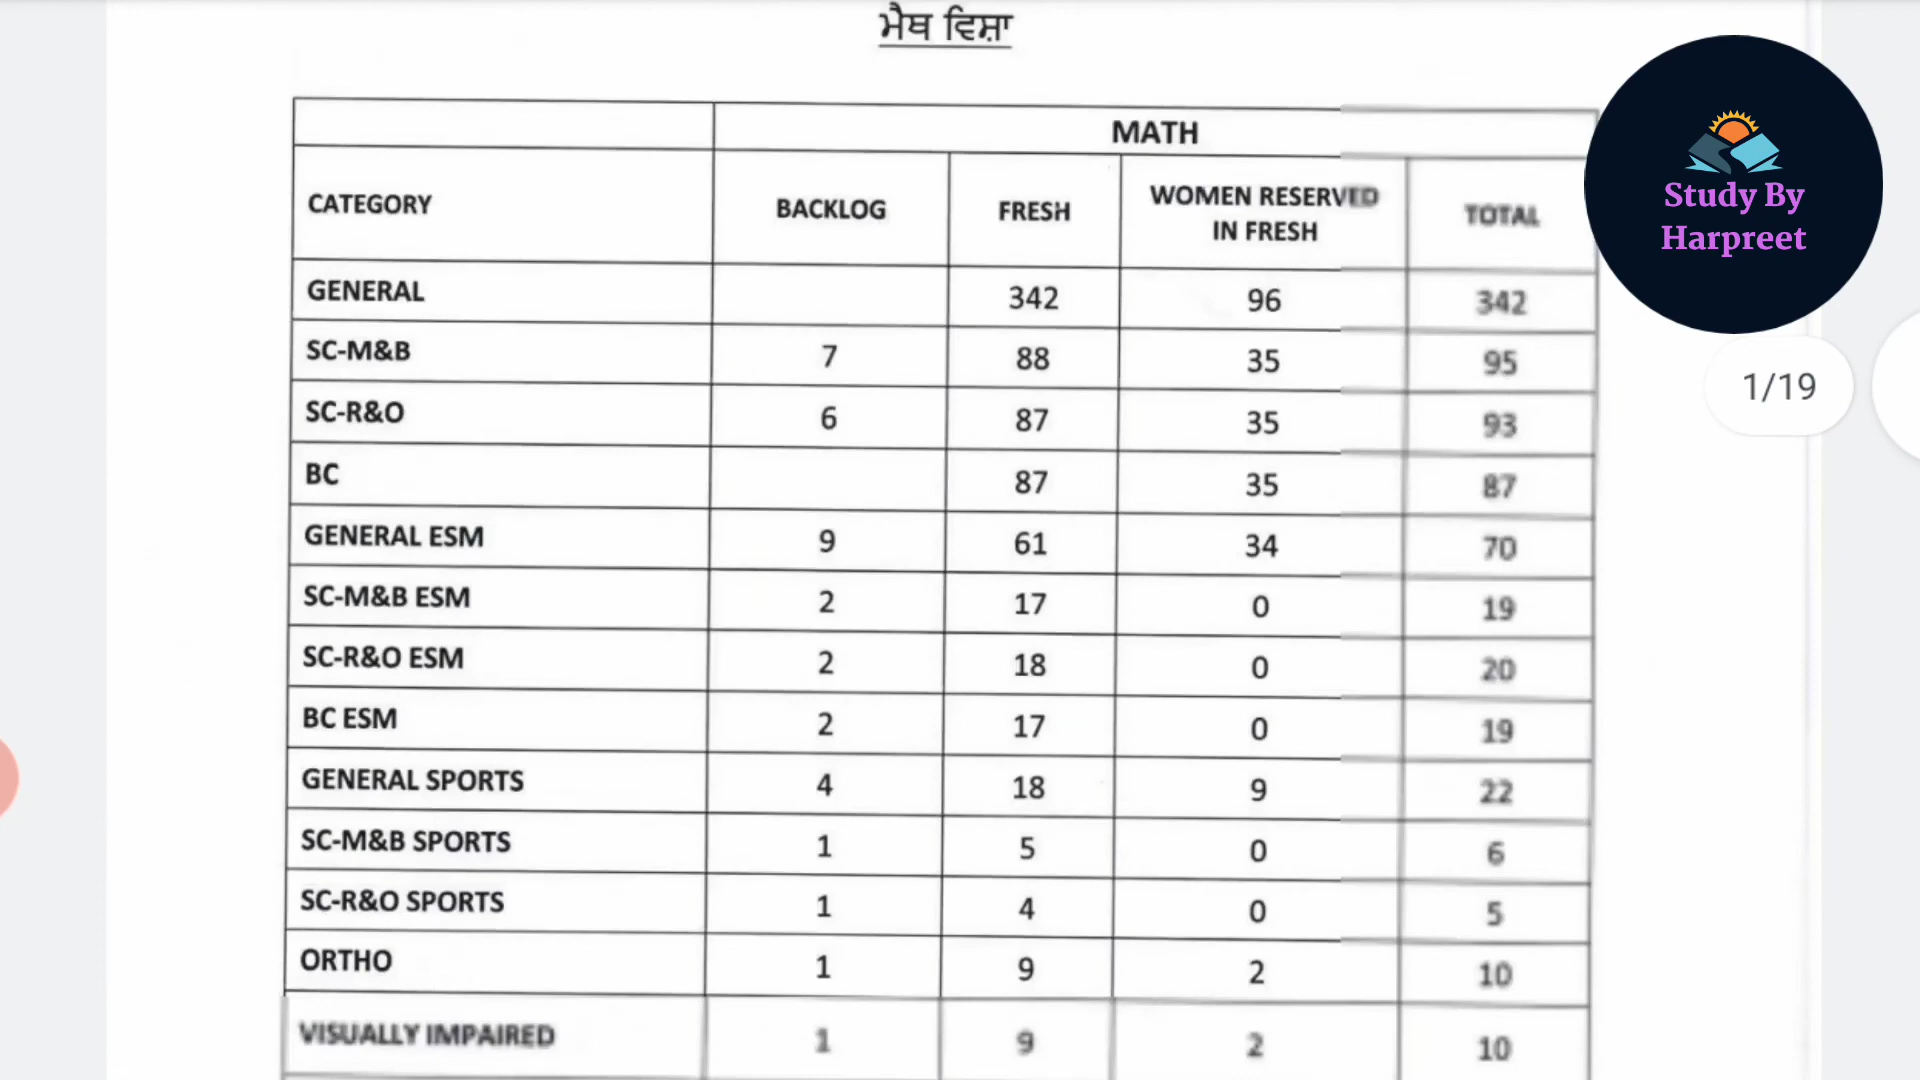 ਮੈਥ ਵਿਸ਼ਾ
MATH
CATEGORY BACKLOG FRESH WOMEN RESERVED IN FRESH TOTAL
GENERAL 342 96 342
SC-M&B 7 88 35 95
SC-R&O 6 87 35 93
BC 87 35 87
GENERAL ESM 9 61 34 70
SC-M&B ESM 2 17 0 19
SC-R&O ESM 2 18 0 20
BC ESM 2 17 0 19
GENERAL SPORTS 4 18 9 22
SC-M&B SPORTS 1 5 0 6
SC-R&O SPORTS 1 4 0 5
ORTHO 1 9 2 10
VISUALLY IMPAIRED 1 9 2 10
Study By
Harpreet
1/19